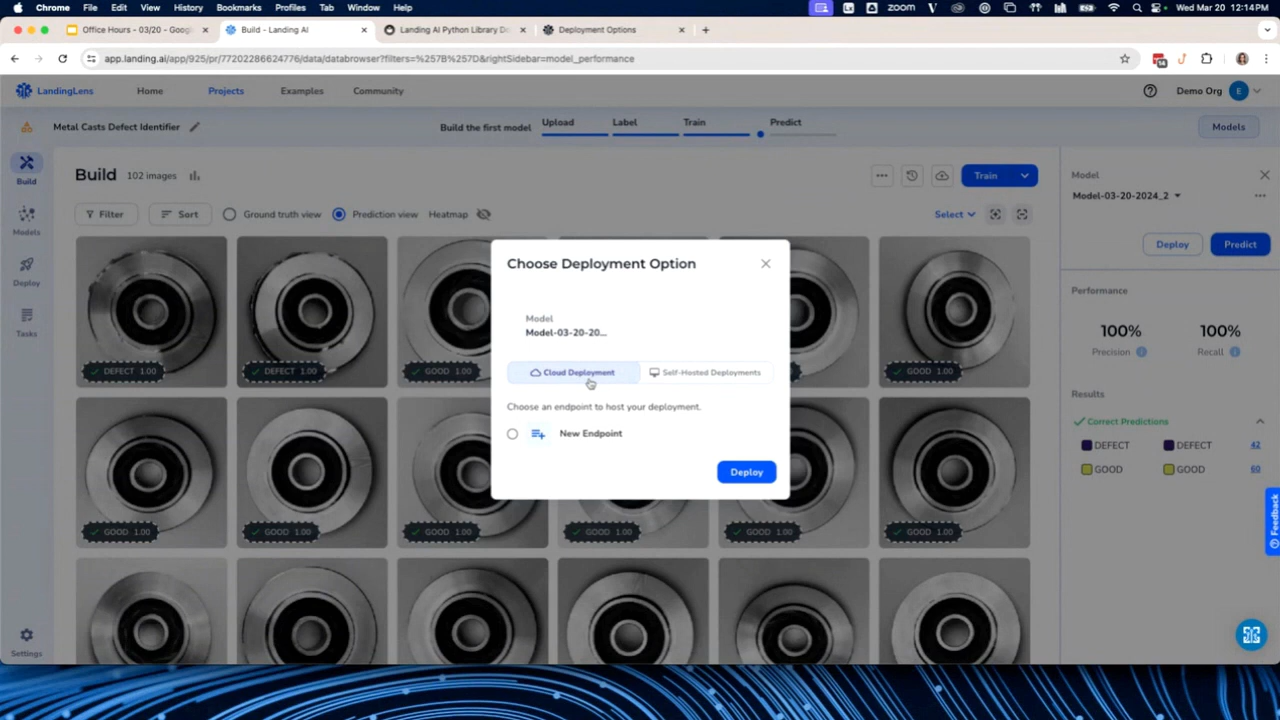 Chrome File Edit View History Bookmarks Profiles Tab Window Help
zoom Wed Mar 20 12:14PM
Office Hours - 03/20 - Goog Build - Landing AI Landing AI Python Library Do Deployment Options
app.landing.ai/app/925/pr/77202286624776/data/databrowser?filters=%257B%257D&rightSidebar=model_performance
LandingLens Home Projects Examples Community Demo Org E
Metal Casts Defect Identifier Build the first model Upload Label Train Predict Models
Build
Models
Deploy
Tasks
Settings
Build 102 images Train
Filter Sort Ground truth view Prediction view Heatmap Select
DEFECT 1.00 DEFECT 1.00 GOOD 1.00 GOOD 1.00
GOOD 1.00 GOOD 1.00 GOOD 1.00 GOOD 1.00 GOOD 1.00 GOOD 1.00
Choose Deployment Option
Model
Model-03-20-20...
Cloud Deployment Self-Hosted Deployments
Choose an endpoint to host your deployment.
New Endpoint
Deploy
Model
Model-03-20-2024_2
Deploy Predict
Performance
100% 100%
Precision Recall
Results
Correct Predictions
DEFECT DEFECT 42
GOOD GOOD 60
Feedback